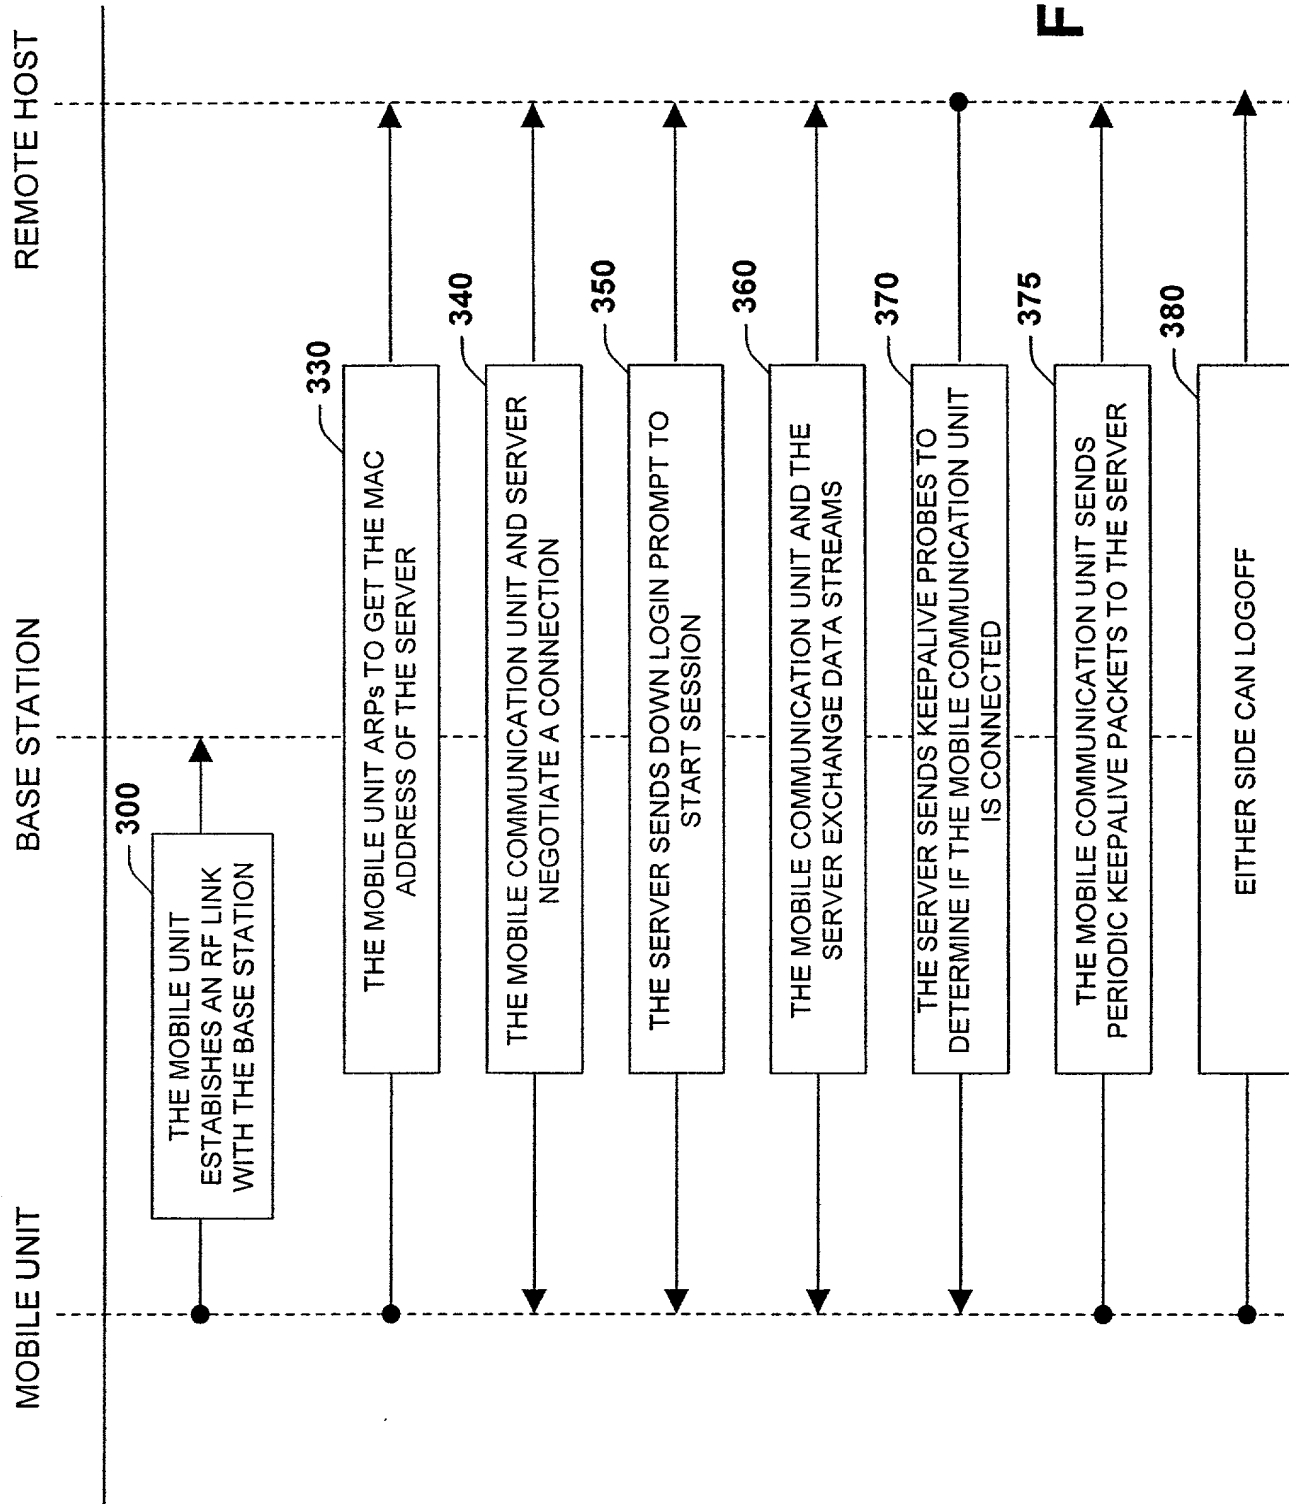 MOBILE UNIT
BASE STATION
REMOTE HOST
300
THE MOBILE UNIT
ESTABISHES AN RF LINK
WITH THE BASE STATION
330
THE MOBILE UNIT ARPs TO GET THE MAC
ADDRESS OF THE SERVER
340
THE MOBILE COMMUNICATION UNIT AND SERVER
NEGOTIATE A CONNECTION
350
THE SERVER SENDS DOWN LOGIN PROMPT TO
START SESSION
360
THE MOBILE COMMUNICATION UNIT AND THE
SERVER EXCHANGE DATA STREAMS
370
THE SERVER SENDS KEEPALIVE PROBES TO
DETERMINE IF THE MOBILE COMMUNICATION UNIT
IS CONNECTED
375
THE MOBILE COMMUNICATION UNIT SENDS
PERIODIC KEEPALIVE PACKETS TO THE SERVER
380
EITHER SIDE CAN LOGOFF
F